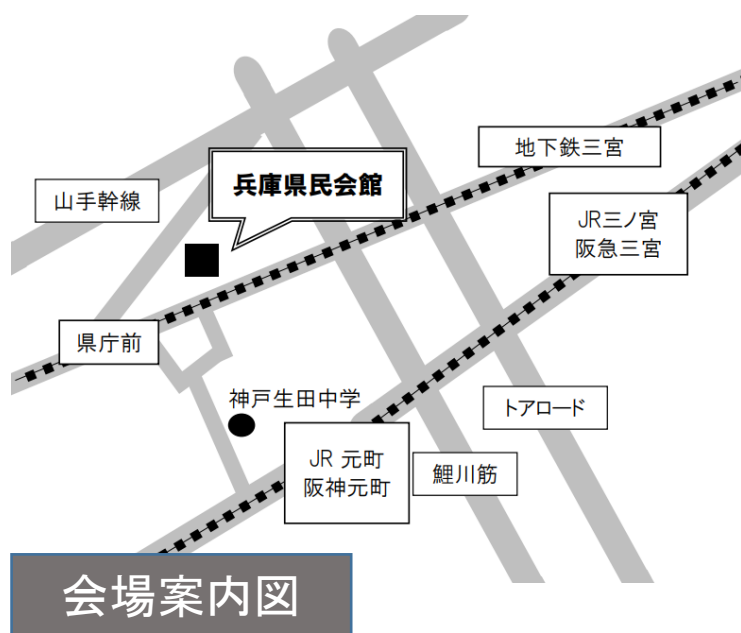 地下鉄三宮
兵庫県民会館
山手幹線
JR三ノ宮
阪急三宮
県庁前
神戸生田中学
トアロード
JR 元町
阪神元町
鯉川筋
会場案内図